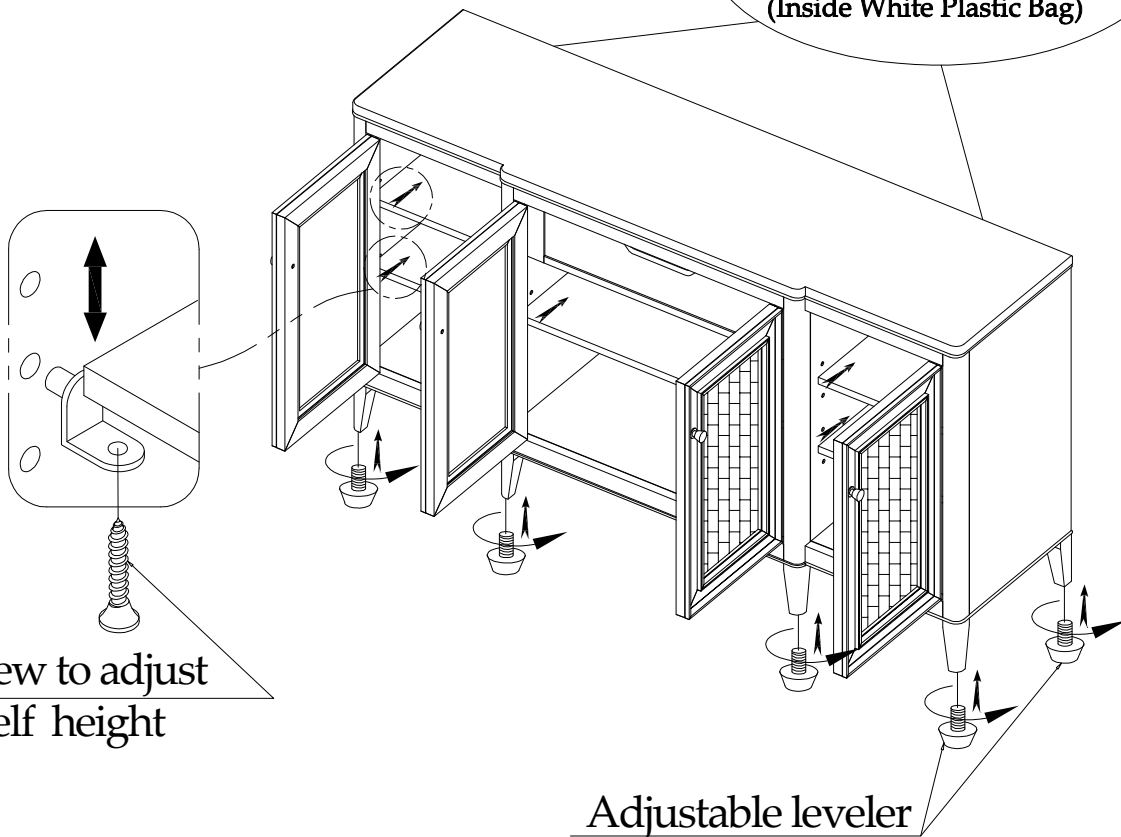 (Inside White Plastic Bag)
ew to adjust
elf height
Adjustable leveler